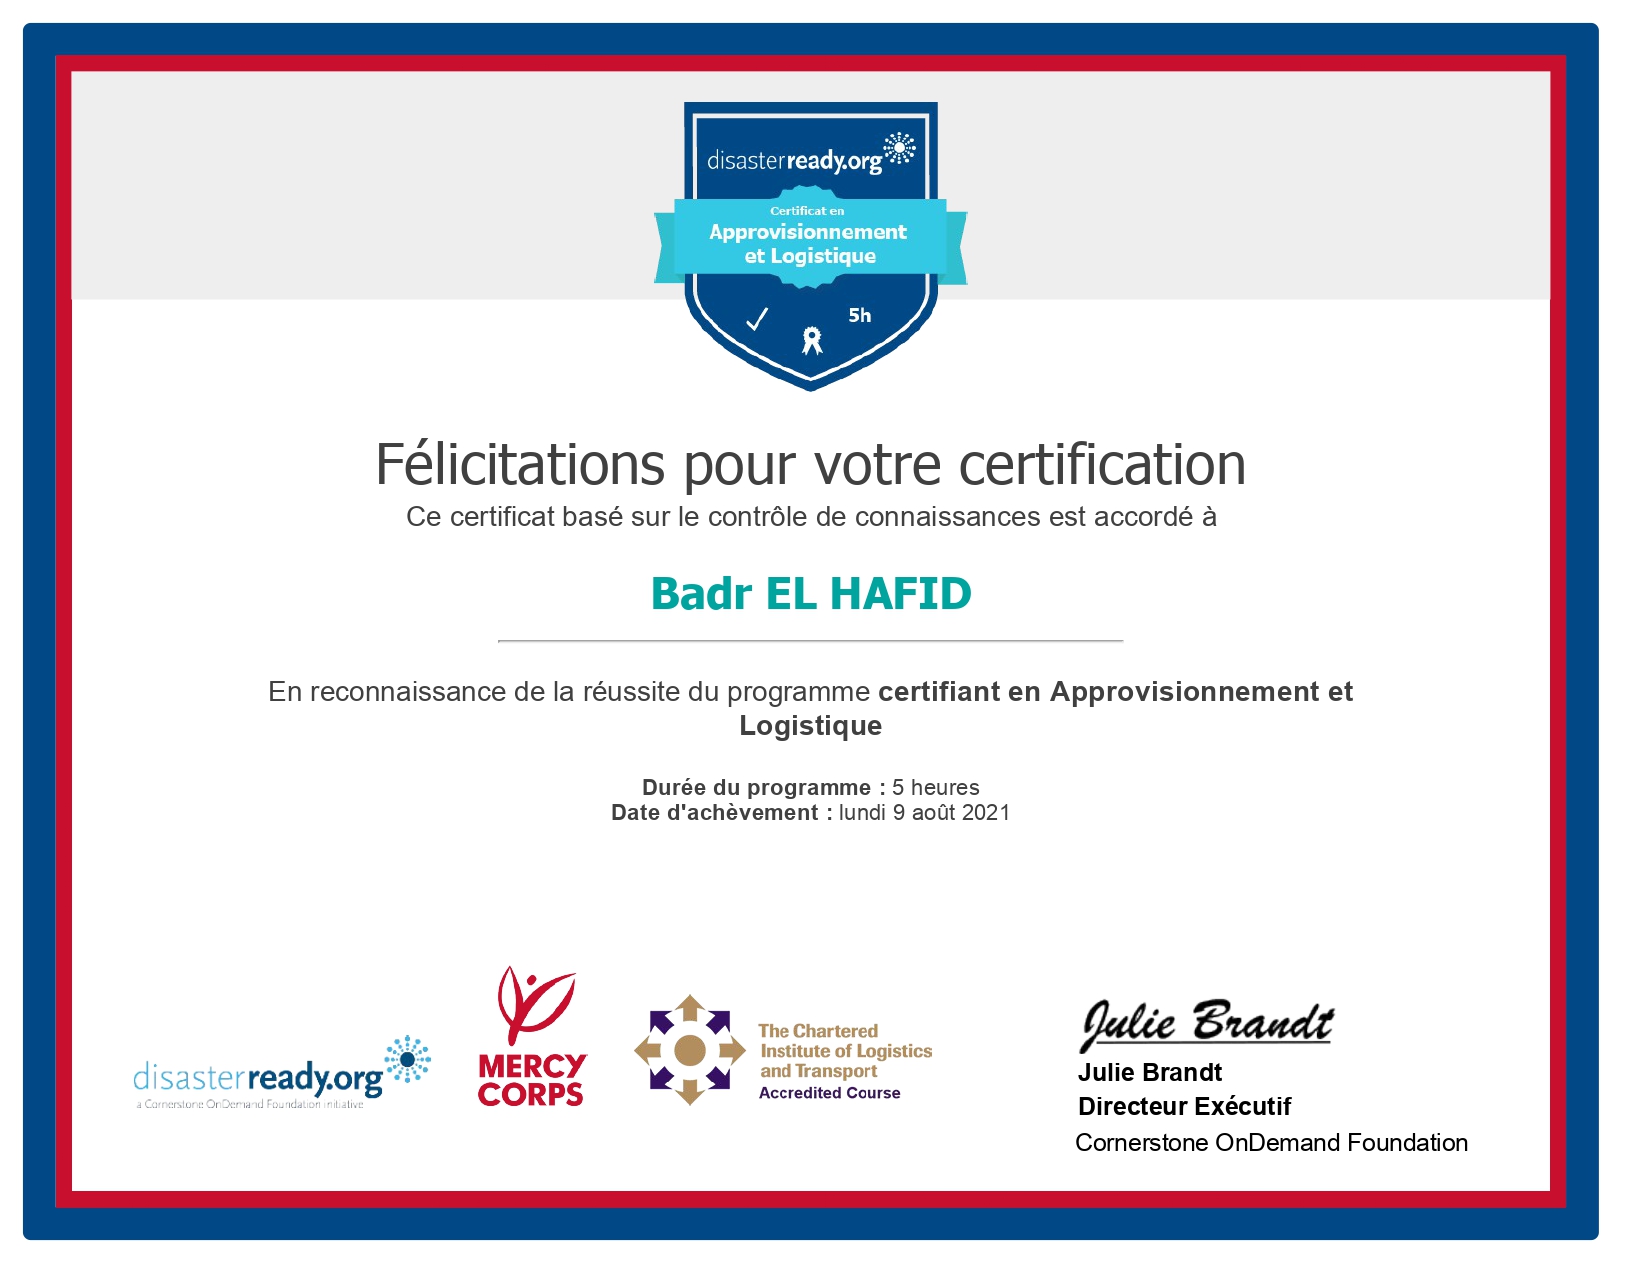 disasterready.org
Certificat en
Approvisionnement
et Logistique
5h
Félicitations pour votre certification
Ce certificat basé sur le contrôle de connaissances est accordé à
Badr EL HAFID
En reconnaissance de la réussite du programme certifiant en Approvisionnement et
Logistique
Durée du programme : 5 heures
Date d'achèvement : lundi 9 août 2021
disasterready.org
a Cornerstone OnDemand Foundation initiative
MERCY
CORPS
The Chartered
Institute of Logistics
and Transport
Accredited Course
Julie Brandt
Julie Brandt
Directeur Exécutif
Cornerstone OnDemand Foundation